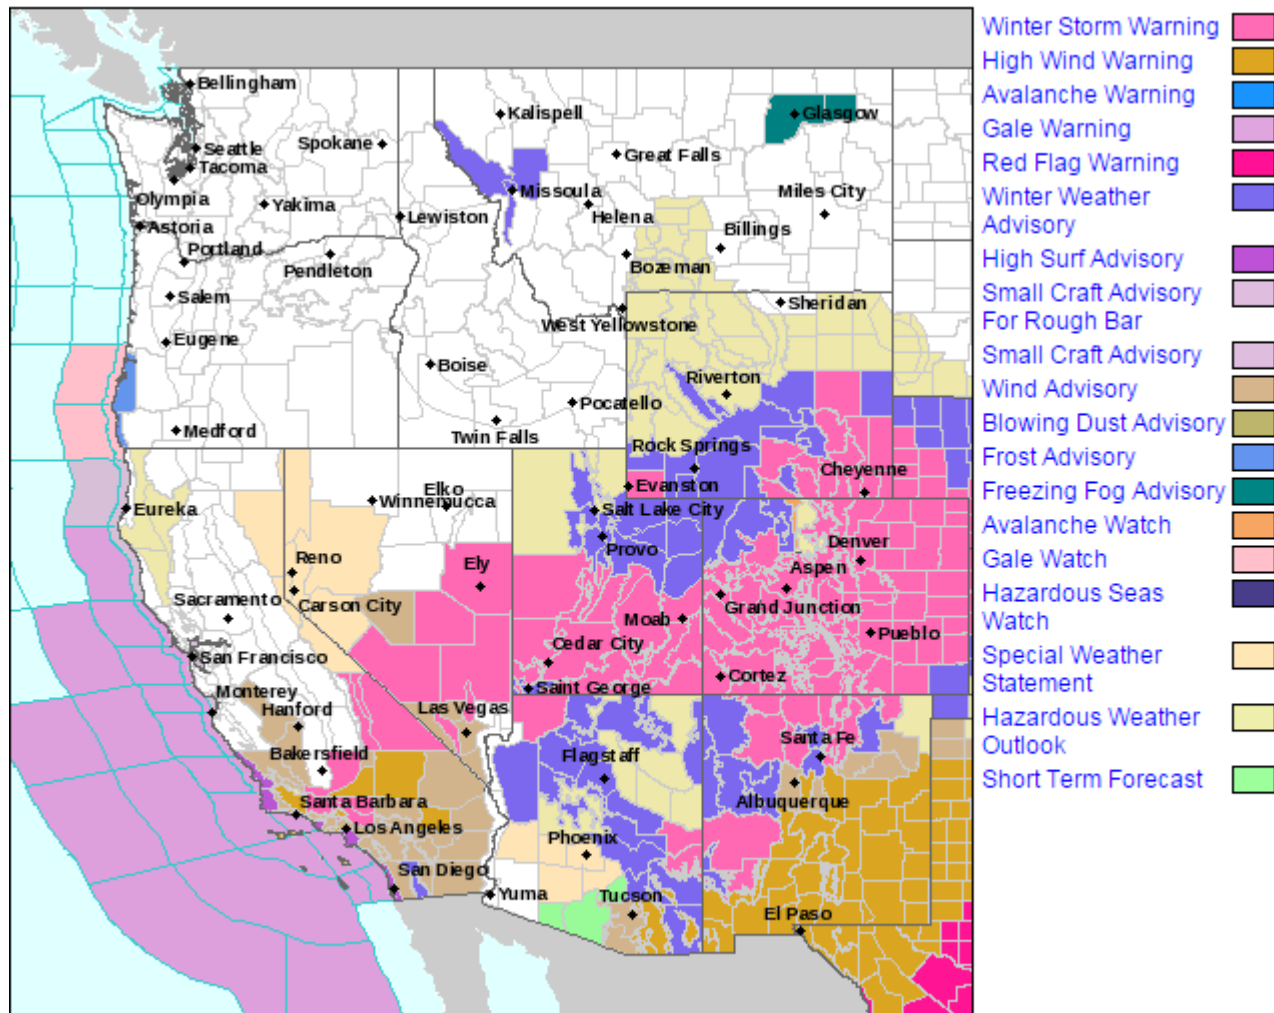 Bellingham
Seattle
Tacoma
Olympia
Astoria
Spokane
Yakima
Lewiston
Portland
Pendleton
Salem
Eugene
Medford
Kalispell
Great Falls
Glasgow
Missoula
Helena
Miles City
Billings
Bozeman
West Yellowstone
Sheridan
Boise
Pocatello
Twin Falls
Riverton
Rock Springs
Evanston
Cheyenne
Eureka
Winnemucca
Elko
Salt Lake City
Provo
Reno
Carson City
Ely
Sacramento
San Francisco
Monterey
Hanford
Bakersfield
Las Vegas
Denver
Aspen
Grand Junction
Moab
Pueblo
Cedar City
Saint George
Cortez
Santa Barbara
Los Angeles
San Diego
Yuma
Flagstaff
Phoenix
Tucson
Santa Fe
Albuquerque
El Paso
Winter Storm Warning
High Wind Warning
Avalanche Warning
Gale Warning
Red Flag Warning
Winter Weather
Advisory
High Surf Advisory
Small Craft Advisory
For Rough Bar
Small Craft Advisory
Wind Advisory
Blowing Dust Advisory
Frost Advisory
Freezing Fog Advisory
Avalanche Watch
Gale Watch
Hazardous Seas
Watch
Special Weather
Statement
Hazardous Weather
Outlook
Short Term Forecast